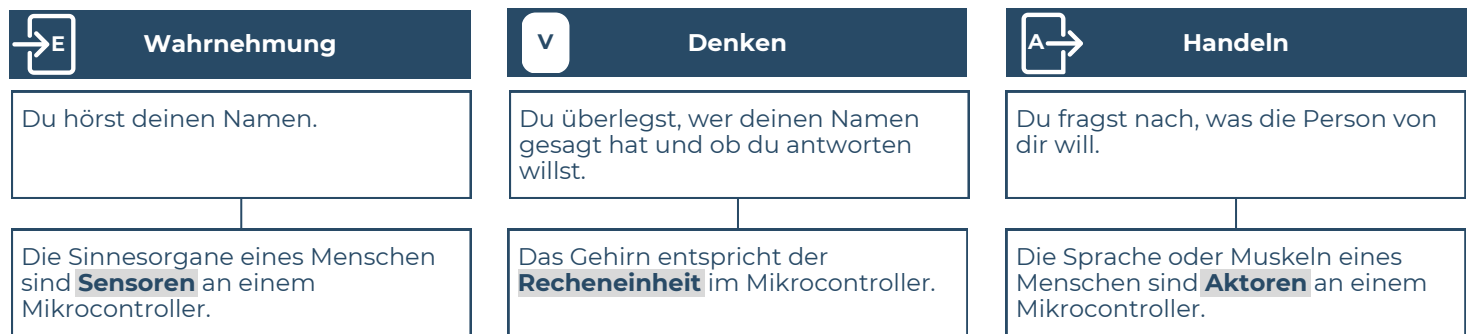 E
Wahrnehmung
Du hörst deinen Namen.
Die Sinnesorgane eines Menschen
sind Sensoren an einem
Mikrocontroller.
V
Denken
Du überlegst, wer deinen Namen
gesagt hat und ob du antworten
willst.
Das Gehirn entspricht der
Recheneinheit im Mikrocontroller.
A
Handeln
Du fragst nach, was die Person von
dir will.
Die Sprache oder Muskeln eines
Menschen sind Aktoren an einem
Mikrocontroller.